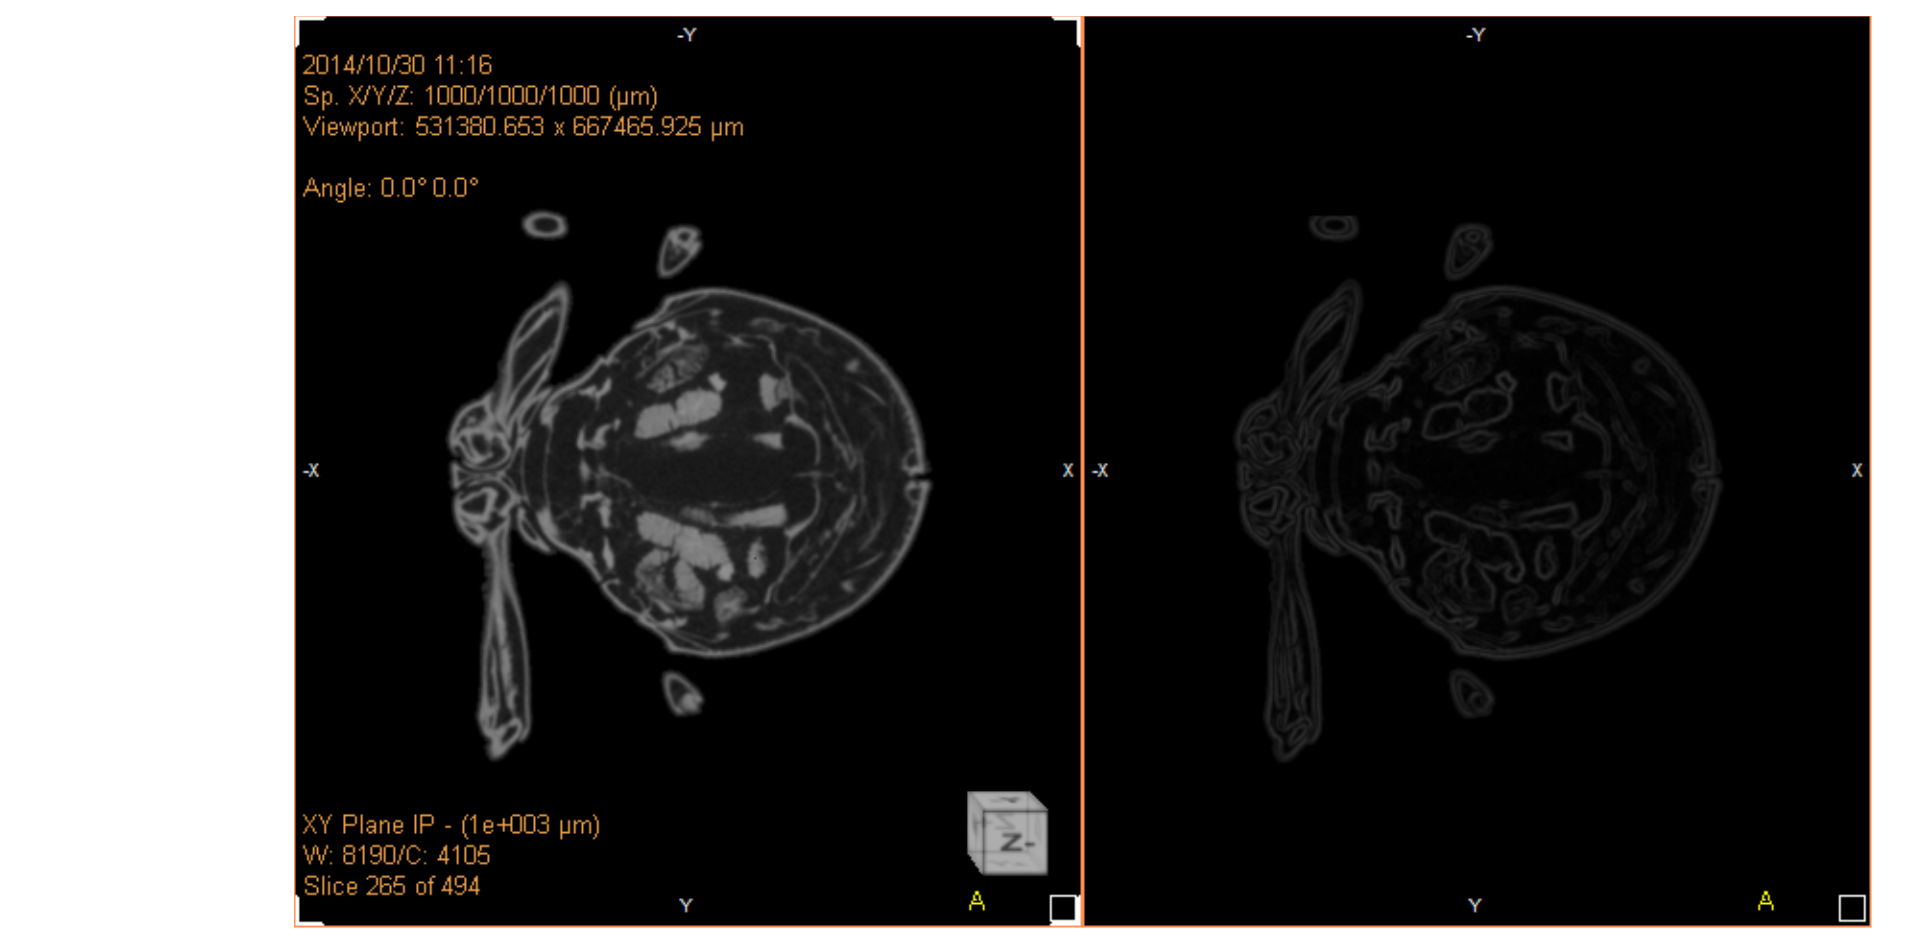 -Y
2014/10/30 11:16
Sp. X/Y/Z: 1000/1000/1000 (µm)
Viewport: 531380.653 x 667465.925 µm
Angle: 0.0° 0.0°
-X
X
XY Plane IP - (1e+003 µm)
W: 8190/C: 4105
Slice 265 of 494
Y
A
-Y
-X
X
Y
A